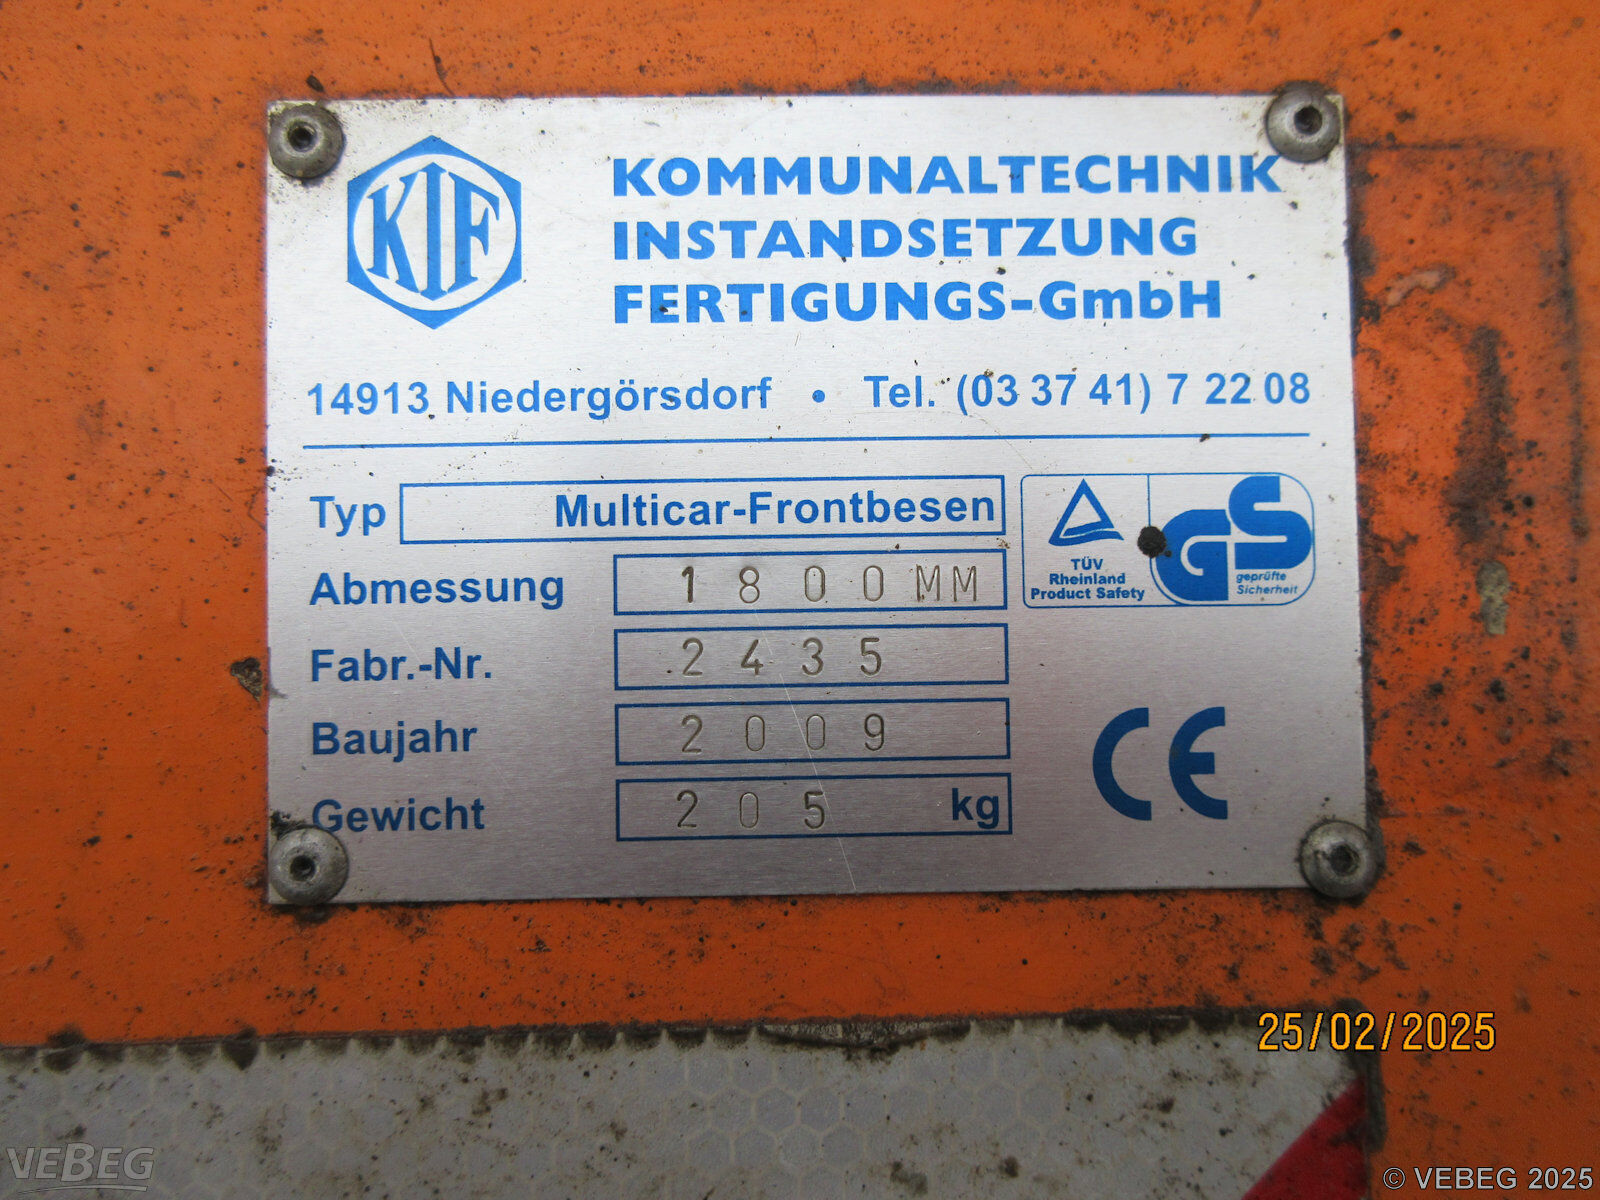 KIF
KOMMUNALTECHNIK
INSTANDSETZUNG
FERTIGUNGS-GmbH
14913 Niedergörsdorf • Tel. (03 37 41) 7 22 08
Typ Multicar-Frontbesen
Abmessung 1800MM
Fabr.-Nr. 2435
Baujahr 2009
Gewicht 205 kg
TÜV
Rheinland
Product Safety
GS
geprüfte
Sicherheit
CE
25/02/2025
VEBEG
© VEBEG 2025